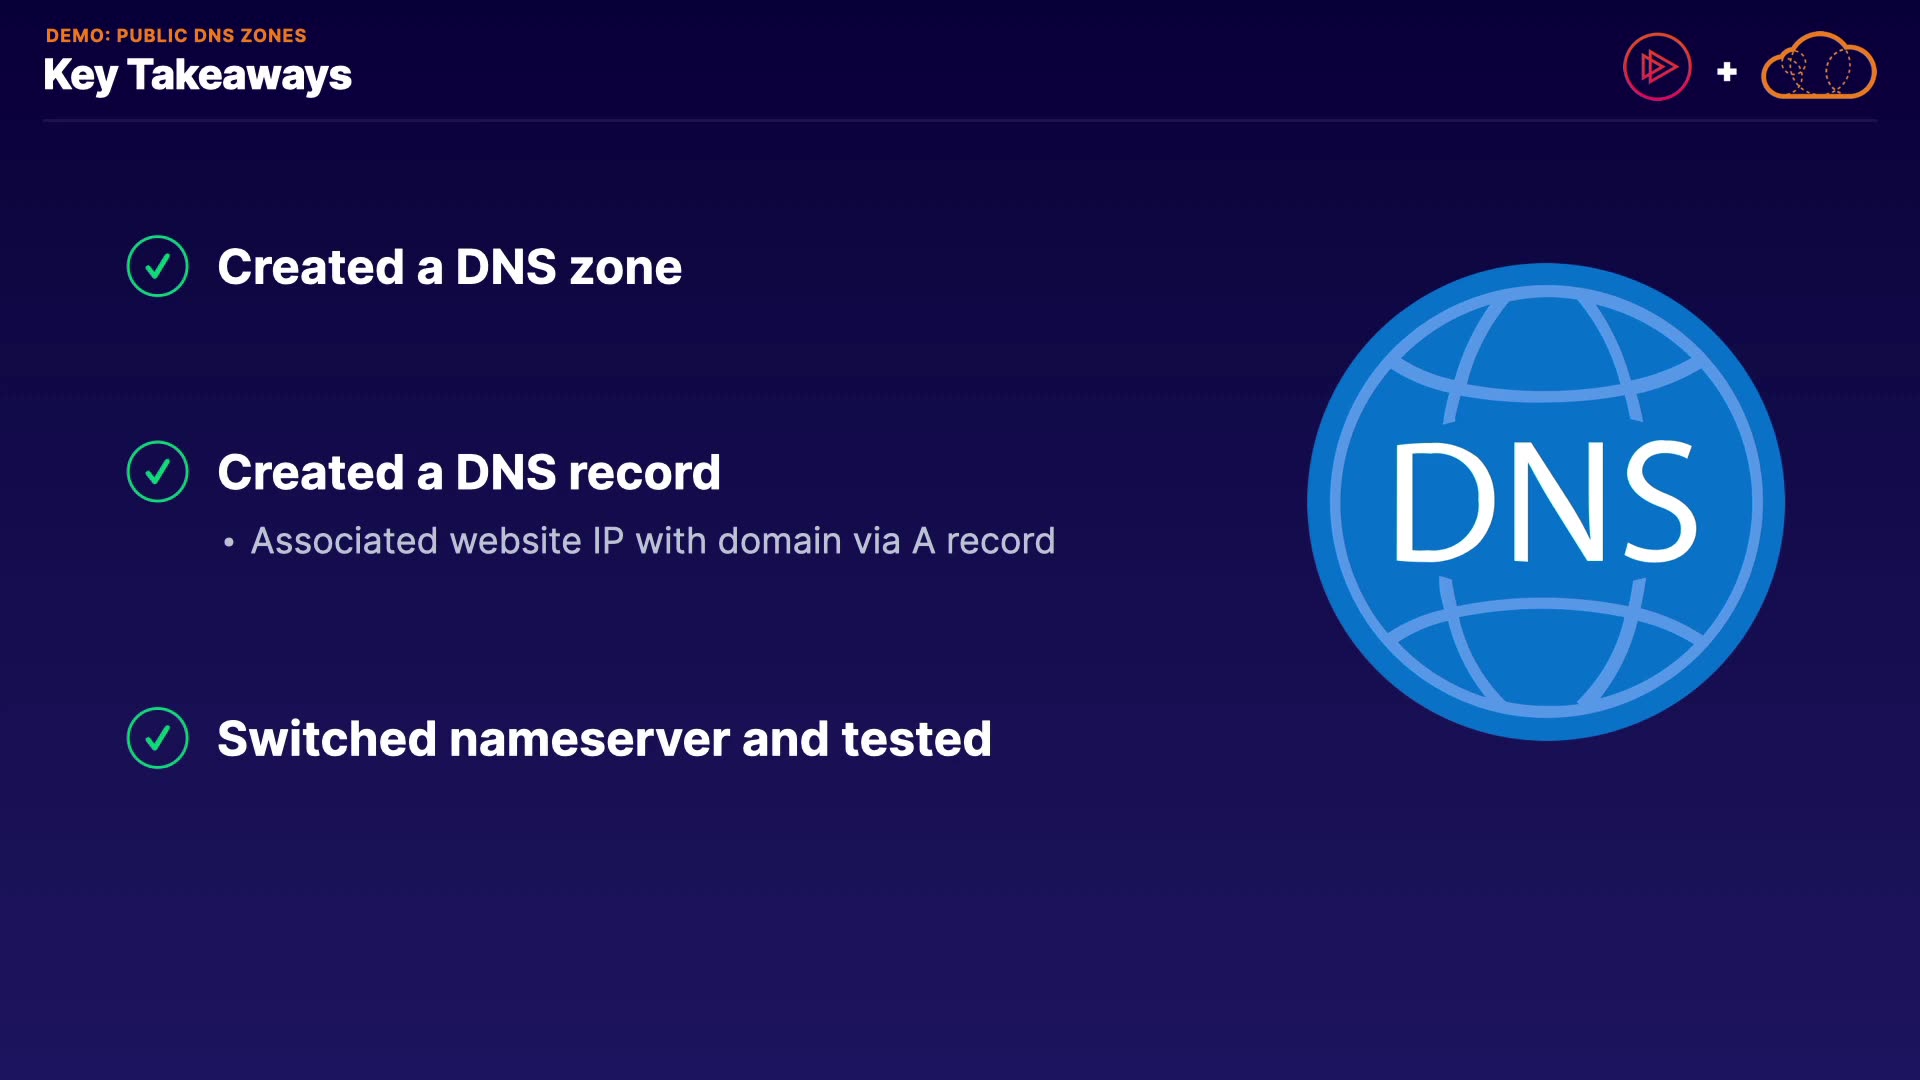 DEMO: PUBLIC DNS ZONES
Key Takeaways
+
Created a DNS zone
Created a DNS record
• Associated website IP with domain via A record
Switched nameserver and tested
DNS